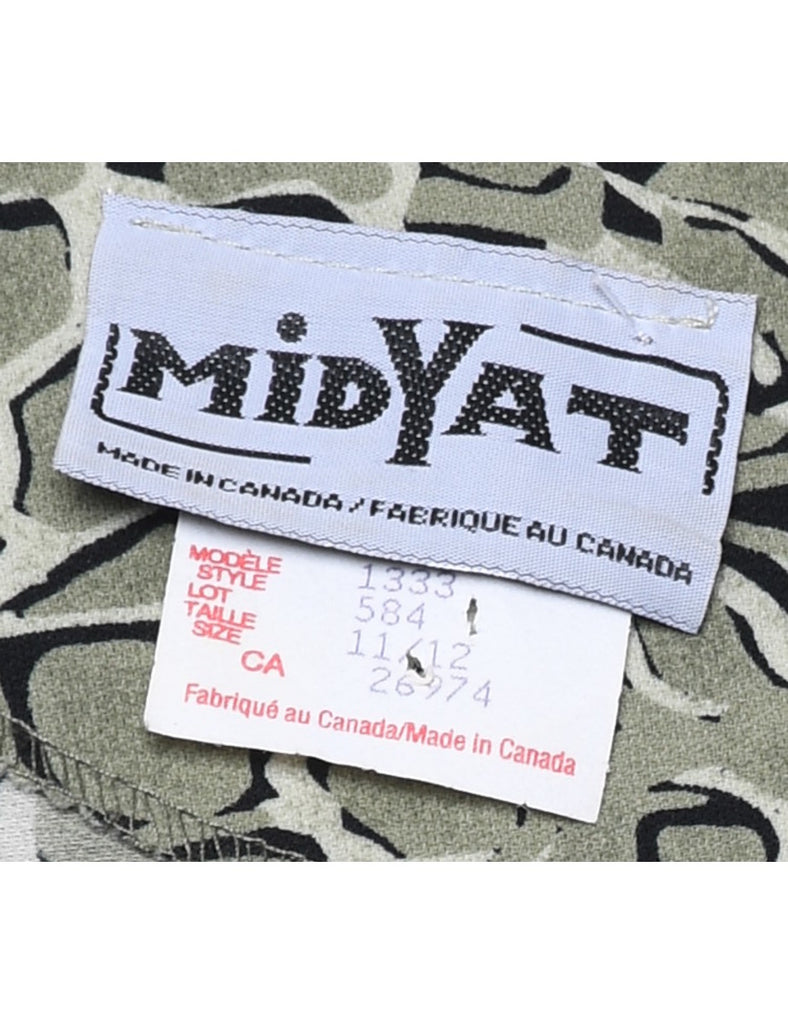 MiDYAT
MADE IN CANADA / FABRIQUE AU CANADA
MODÈLE
STYLE 1333
LOT 584
TAILLE
SIZE 11/12
CA 26974
Fabriqué au Canada/Made in Canada